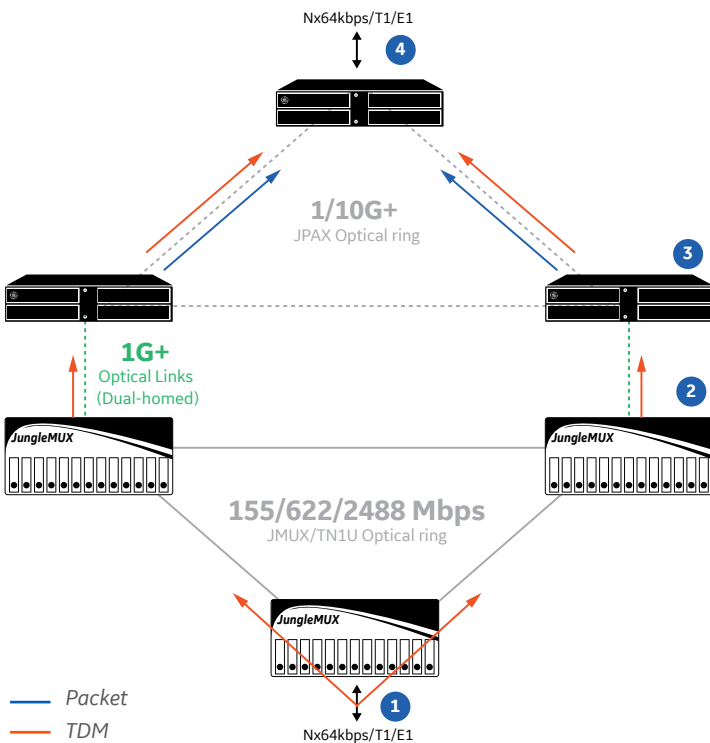 Nx64kbps/T1/E1
4
1/10G+
JPAX Optical ring
3
1G+
Optical Links
(Dual-homed)
2
JungleMUX
JungleMUX
155/622/2488 Mbps
JMUX/TN1U Optical ring
JungleMUX
Packet
1
TDM
Nx64kbps/T1/E1